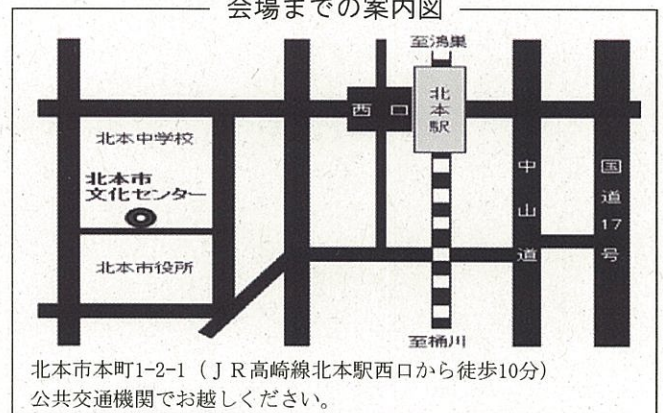 会場までの案内図
至鴻巣
北本駅
西口
北本中学校
北本市
文化センター
中山道
国道17号
北本市役所
至桶川
北本市本町1-2-1（ＪＲ高崎線北本駅西口から徒歩10分）
公共交通機関でお越しください。